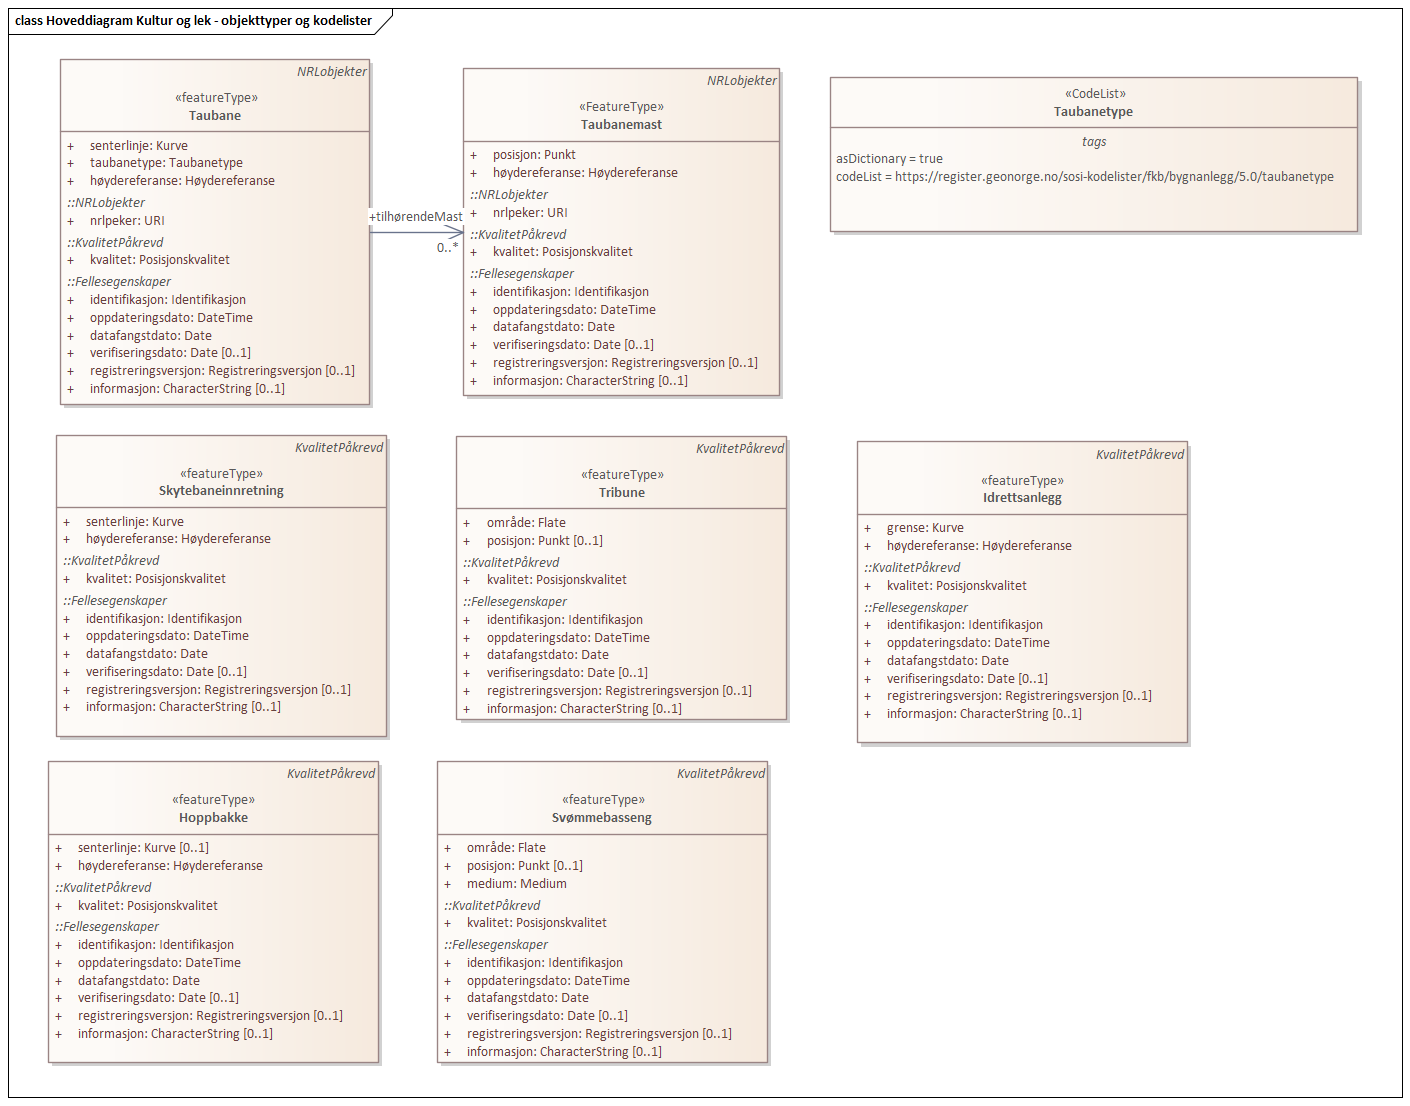 class Hoveddiagram Kultur og lek - objekttyper og kodelister
NRLobjekter
«featureType»
Taubane
+ senterlinje: Kurve
+ taubanetype: Taubanetype
+ høydereferanse: Høydereferanse
::NRLobjekter
+ nrlpeker: URI
::KvalitetPåkrevd
+ kvalitet: Posisjonskvalitet
::Fellesegenskaper
+ identifikasjon: Identifikasjon
+ oppdateringsdato: DateTime
+ datafangstdato: Date
+ verifiseringsdato: Date [0..1]
+ registreringsversjon: Registreringsversjon [0..1]
+ informasjon: CharacterString [0..1]
+tilhørendeMast
0..*
NRLobjekter
«FeatureType»
Taubanemast
+ posisjon: Punkt
+ høydereferanse: Høydereferanse
::NRLobjekter
+ nrlpeker: URI
::KvalitetPåkrevd
+ kvalitet: Posisjonskvalitet
::Fellesegenskaper
+ identifikasjon: Identifikasjon
+ oppdateringsdato: DateTime
+ datafangstdato: Date
+ verifiseringsdato: Date [0..1]
+ registreringsversjon: Registreringsversjon [0..1]
+ informasjon: CharacterString [0..1]
«CodeList»
Taubanetype
tags
asDictionary = true
codeList = https://register.geonorge.no/sosi-kodelister/fkb/bygnanlegg/5.0/taubanetype
KvalitetPåkrevd
«featureType»
Skytebaneinnretning
+ senterlinje: Kurve
+ høydereferanse: Høydereferanse
::KvalitetPåkrevd
+ kvalitet: Posisjonskvalitet
::Fellesegenskaper
+ identifikasjon: Identifikasjon
+ oppdateringsdato: DateTime
+ datafangstdato: Date
+ verifiseringsdato: Date [0..1]
+ registreringsversjon: Registreringsversjon [0..1]
+ informasjon: CharacterString [0..1]
KvalitetPåkrevd
«featureType»
Tribune
+ område: Flate
+ posisjon: Punkt [0..1]
::KvalitetPåkrevd
+ kvalitet: Posisjonskvalitet
::Fellesegenskaper
+ identifikasjon: Identifikasjon
+ oppdateringsdato: DateTime
+ datafangstdato: Date
+ verifiseringsdato: Date [0..1]
+ registreringsversjon: Registreringsversjon [0..1]
+ informasjon: CharacterString [0..1]
KvalitetPåkrevd
«featureType»
Idrettsanlegg
+ grense: Kurve
+ høydereferanse: Høydereferanse
::KvalitetPåkrevd
+ kvalitet: Posisjonskvalitet
::Fellesegenskaper
+ identifikasjon: Identifikasjon
+ oppdateringsdato: DateTime
+ datafangstdato: Date
+ verifiseringsdato: Date [0..1]
+ registreringsversjon: Registreringsversjon [0..1]
+ informasjon: CharacterString [0..1]
KvalitetPåkrevd
«featureType»
Hoppbakke
+ senterlinje: Kurve [0..1]
+ høydereferanse: Høydereferanse
::KvalitetPåkrevd
+ kvalitet: Posisjonskvalitet
::Fellesegenskaper
+ identifikasjon: Identifikasjon
+ oppdateringsdato: DateTime
+ datafangstdato: Date
+ verifiseringsdato: Date [0..1]
+ registreringsversjon: Registreringsversjon [0..1]
+ informasjon: CharacterString [0..1]
KvalitetPåkrevd
«featureType»
Svømmebasseng
+ område: Flate
+ posisjon: Punkt [0..1]
+ medium: Medium
::KvalitetPåkrevd
+ kvalitet: Posisjonskvalitet
::Fellesegenskaper
+ identifikasjon: Identifikasjon
+ oppdateringsdato: DateTime
+ datafangstdato: Date
+ verifiseringsdato: Date [0..1]
+ registreringsversjon: Registreringsversjon [0..1]
+ informasjon: CharacterString [0..1]